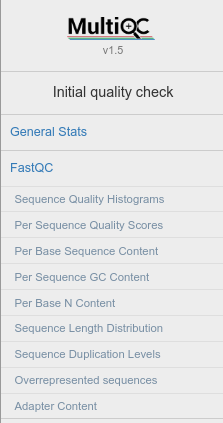 MultiQC
v1.5
Initial quality check
General Stats
FastQC
Sequence Quality Histograms
Per Sequence Quality Scores
Per Base Sequence Content
Per Sequence GC Content
Per Base N Content
Sequence Length Distribution
Sequence Duplication Levels
Overrepresented sequences
Adapter Content